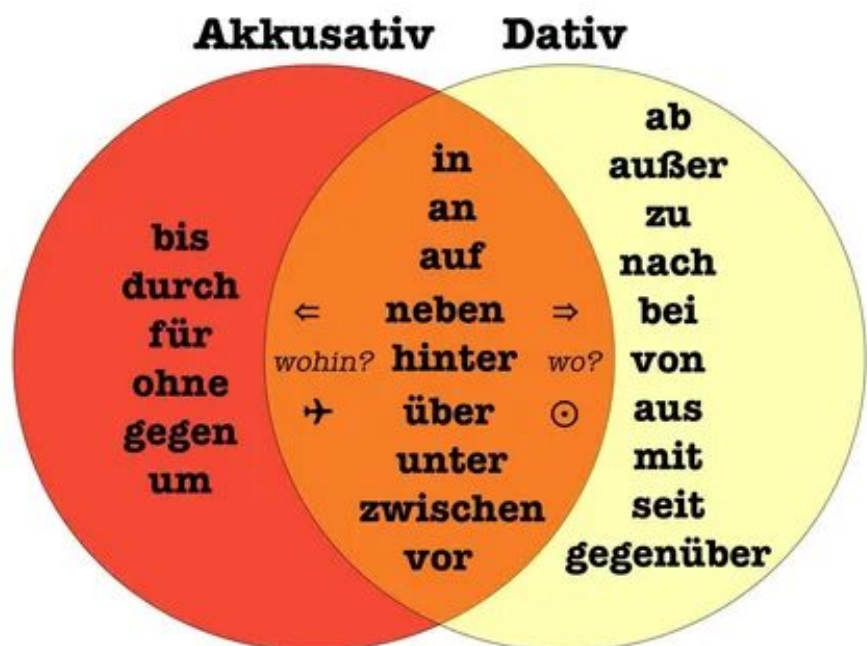 Akkusativ Dativ
bis
durch
für
ohne
gegen
um
in
an
auf
⇐ neben ⇒
wohin? hinter wo?
✈ über ⊙
unter
zwischen
vor
ab
außer
zu
nach
bei
von
aus
mit
seit
gegenüber